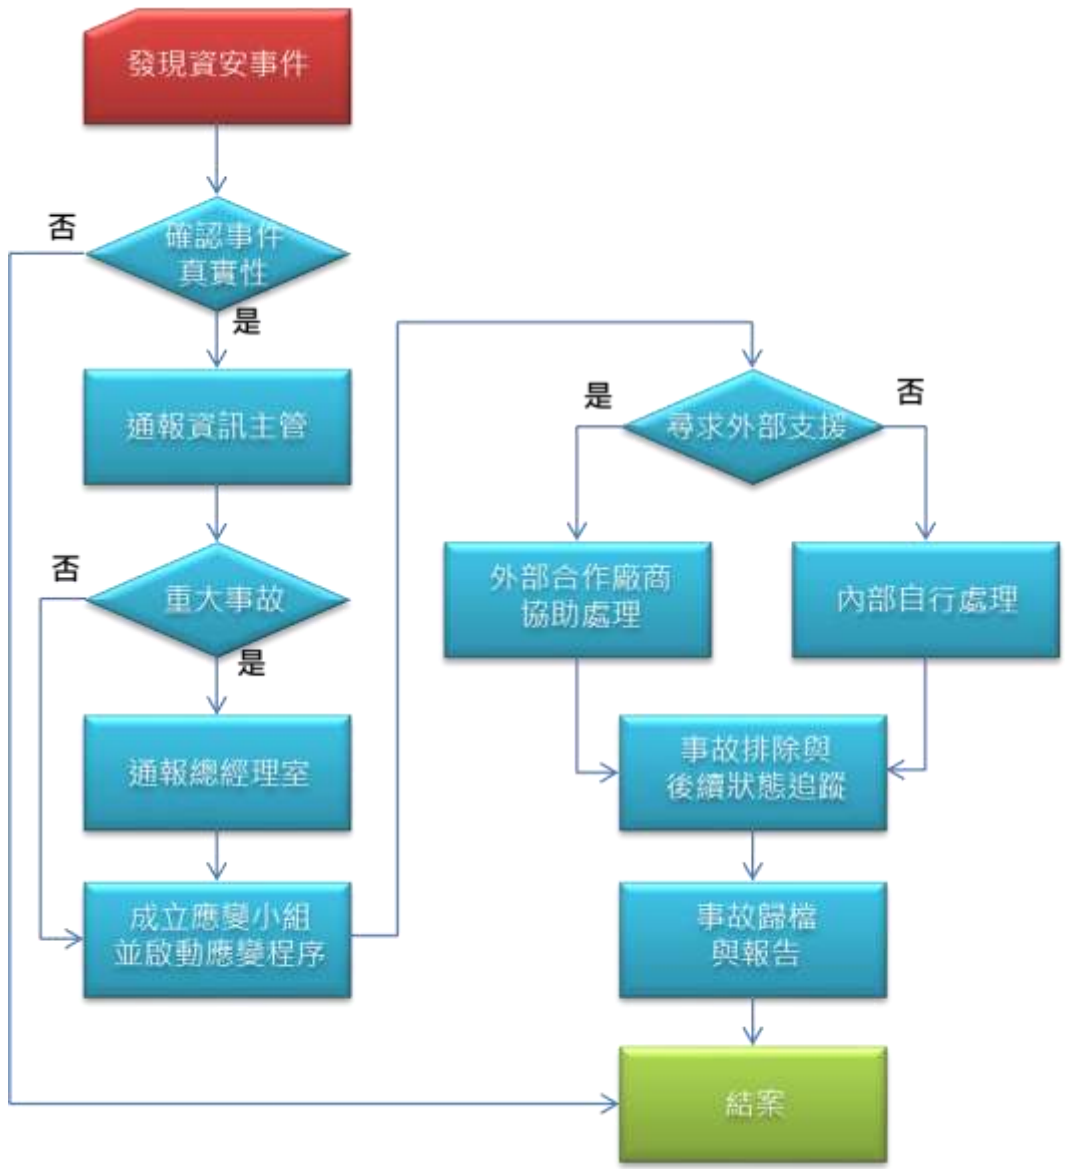 發現資安事件
否
確認事件
真實性
是
通報資訊主管
否
重大事故
是
通報總經理室
成立應變小組
並啟動應變程序
是
尋求外部支援
否
外部合作廠商
協助處理
內部自行處理
事故排除與
後續狀態追蹤
事故歸檔
與報告
結案